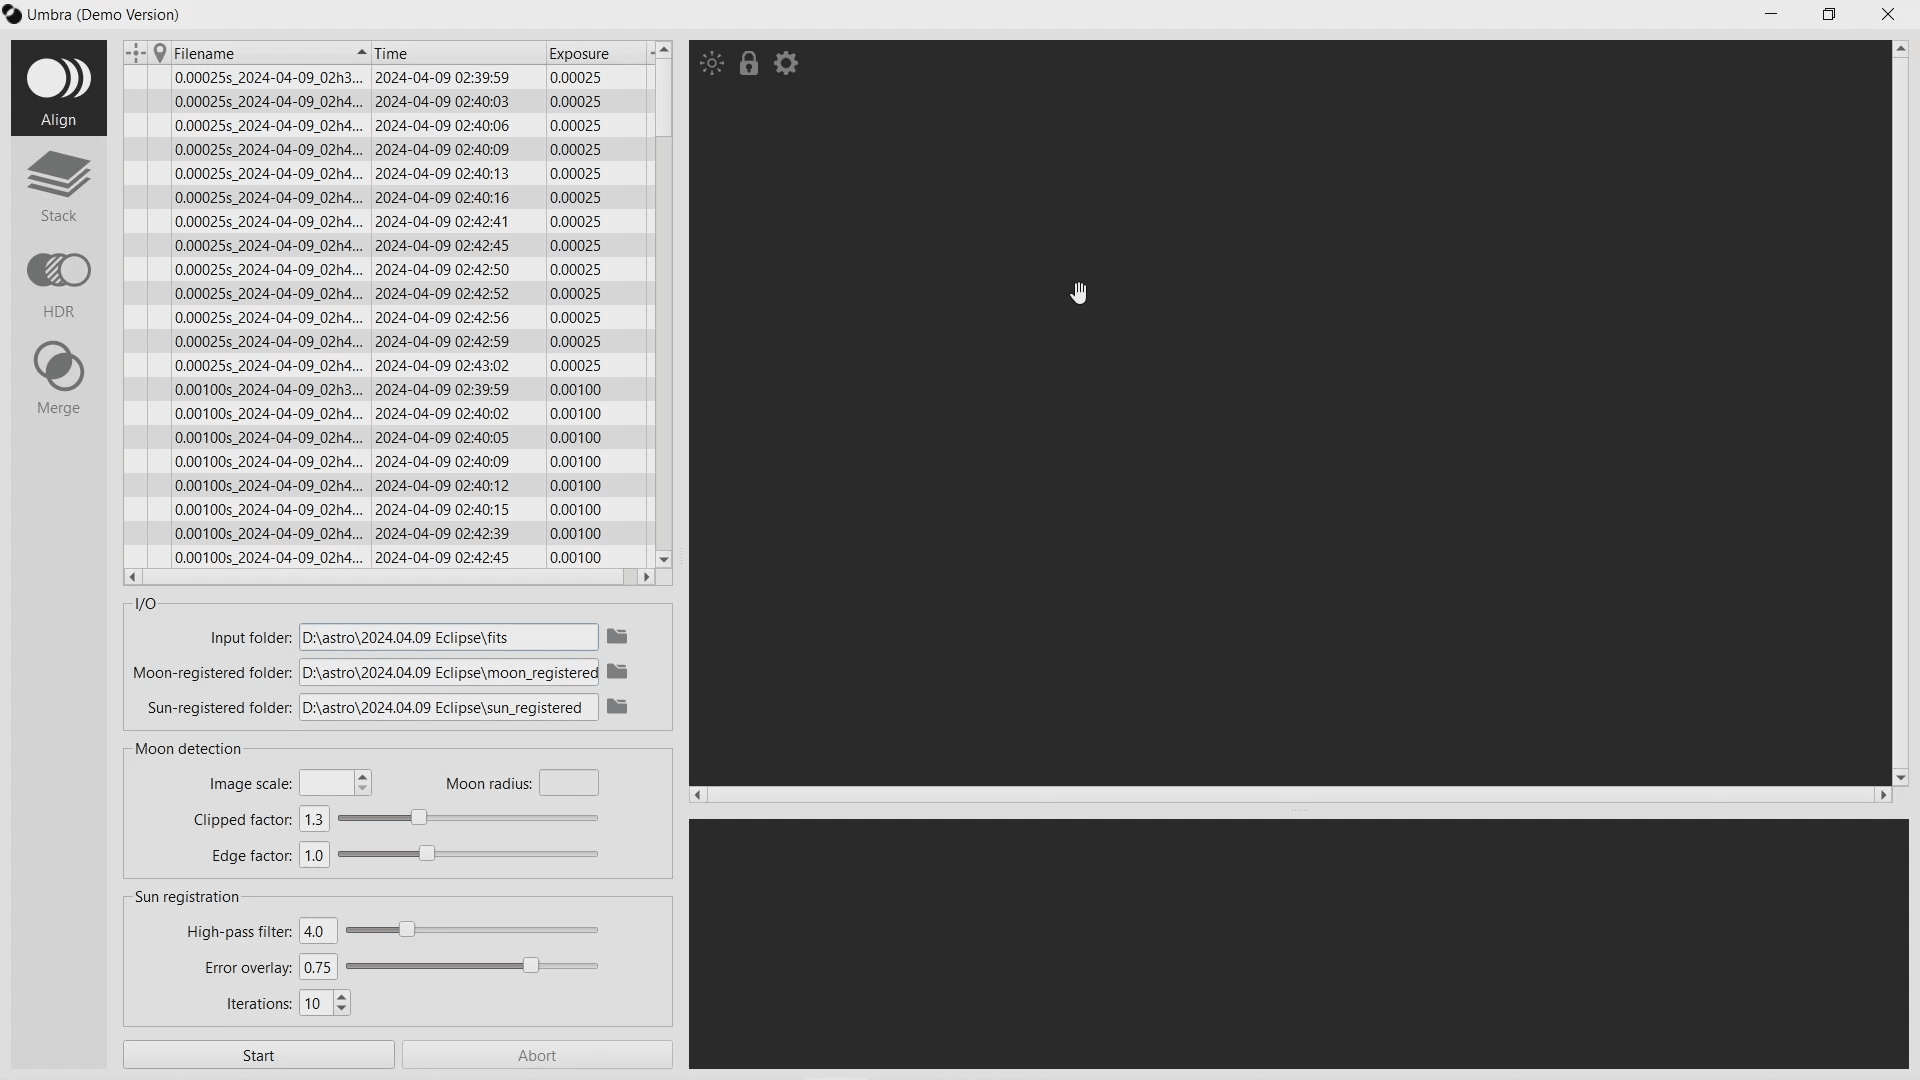 Umbra (Demo Version)
Align
Stack
HDR
Merge
Filename Time Exposure
0.00025s_2024-04-09_02h3... 2024-04-09 02:39:59 0.00025
0.00025s_2024-04-09_02h4... 2024-04-09 02:40:03 0.00025
0.00025s_2024-04-09_02h4... 2024-04-09 02:40:06 0.00025
0.00025s_2024-04-09_02h4... 2024-04-09 02:40:09 0.00025
0.00025s_2024-04-09_02h4... 2024-04-09 02:40:13 0.00025
0.00025s_2024-04-09_02h4... 2024-04-09 02:40:16 0.00025
0.00025s_2024-04-09_02h4... 2024-04-09 02:42:41 0.00025
0.00025s_2024-04-09_02h4... 2024-04-09 02:42:45 0.00025
0.00025s_2024-04-09_02h4... 2024-04-09 02:42:50 0.00025
0.00025s_2024-04-09_02h4... 2024-04-09 02:42:52 0.00025
0.00025s_2024-04-09_02h4... 2024-04-09 02:42:56 0.00025
0.00025s_2024-04-09_02h4... 2024-04-09 02:42:59 0.00025
0.00025s_2024-04-09_02h4... 2024-04-09 02:43:02 0.00025
0.00100s_2024-04-09_02h3... 2024-04-09 02:39:59 0.00100
0.00100s_2024-04-09_02h4... 2024-04-09 02:40:02 0.00100
0.00100s_2024-04-09_02h4... 2024-04-09 02:40:05 0.00100
0.00100s_2024-04-09_02h4... 2024-04-09 02:40:09 0.00100
0.00100s_2024-04-09_02h4... 2024-04-09 02:40:12 0.00100
0.00100s_2024-04-09_02h4... 2024-04-09 02:40:15 0.00100
0.00100s_2024-04-09_02h4... 2024-04-09 02:42:39 0.00100
0.00100s_2024-04-09_02h4... 2024-04-09 02:42:45 0.00100
I/O
Input folder: D:\astro\2024.04.09 Eclipse\fits
Moon-registered folder: D:\astro\2024.04.09 Eclipse\moon_registered
Sun-registered folder: D:\astro\2024.04.09 Eclipse\sun_registered
Moon detection
Image scale: Moon radius:
Clipped factor: 1.3
Edge factor: 1.0
Sun registration
High-pass filter: 4.0
Error overlay: 0.75
Iterations: 10
Start Abort